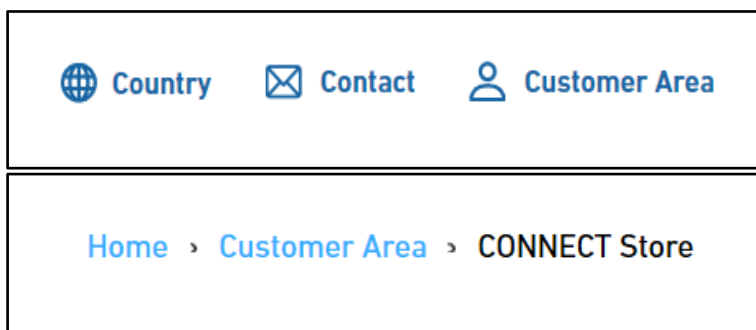 Country Contact Customer Area
Home › Customer Area › CONNECT Store